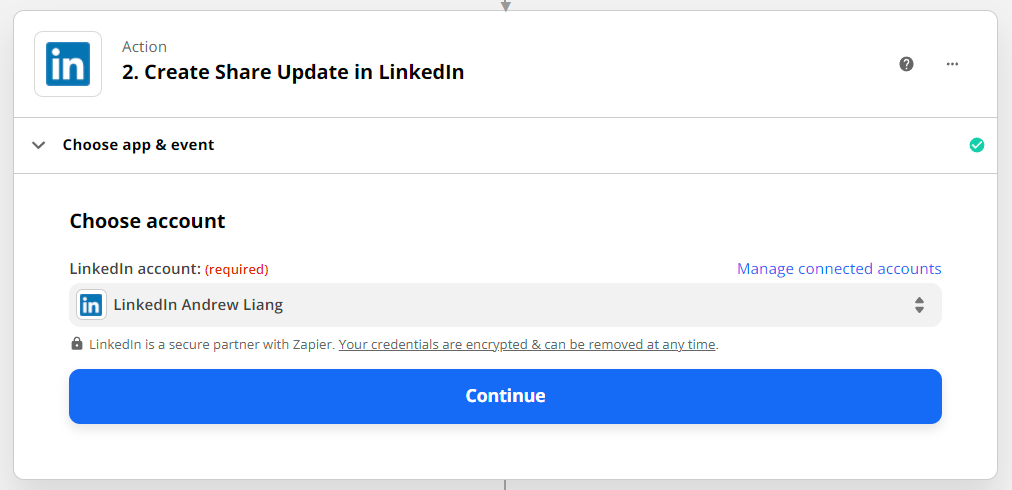 in
Action
2. Create Share Update in LinkedIn
?
Choose app & event
Choose account
LinkedIn account: (required)
Manage connected accounts
in LinkedIn Andrew Liang
LinkedIn is a secure partner with Zapier. Your credentials are encrypted & can be removed at any time.
Continue